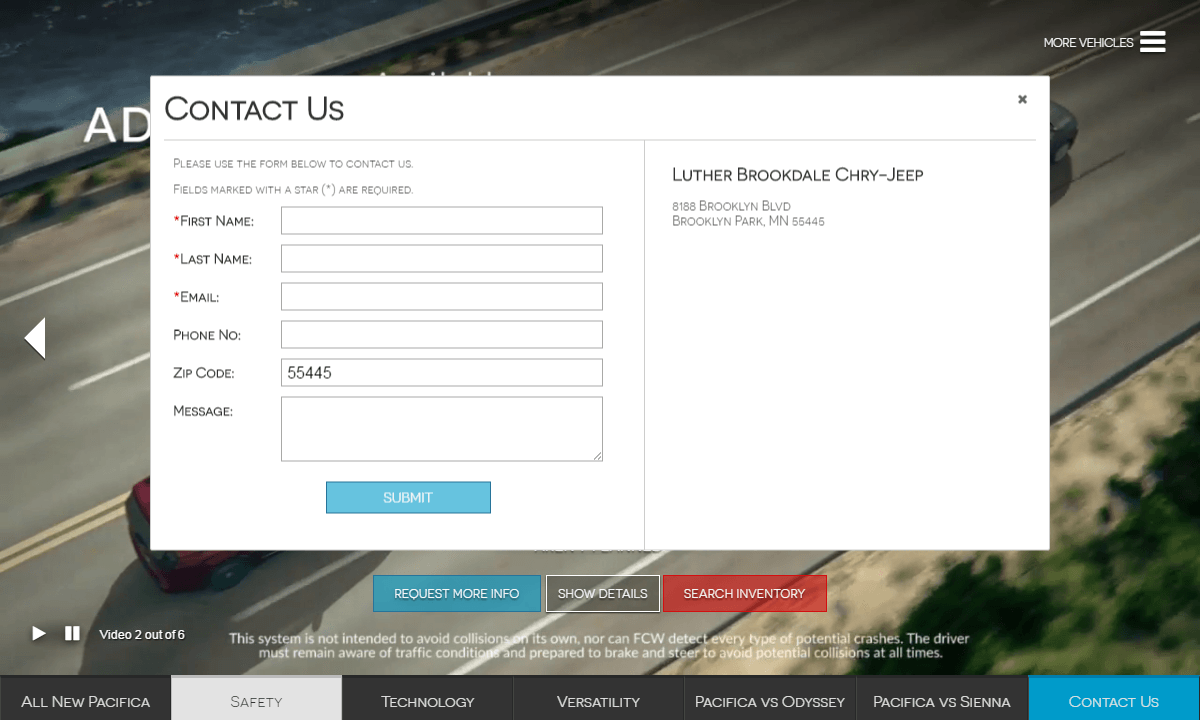 MORE VEHICLES
AD
Contact Us
Please use the form below to contact us.
Fields marked with a star (*) are required.
*First Name:
*Last Name:
*Email:
Phone No:
Zip Code:
55445
Message:
SUBMIT
Luther Brookdale Chry-Jeep
8188 Brooklyn Blvd
Brooklyn Park, MN 55445
REQUEST MORE INFO
SHOW DETAILS
SEARCH INVENTORY
Video 2 out of 6
This system is not intended to avoid collisions on its own, nor can FCW detect every type of potential crashes. The driver
must remain aware of traffic conditions and prepared to brake and steer to avoid potential collisions at all times.
All New Pacifica
Safety
Technology
Versatility
Pacifica vs Odyssey
Pacifica vs Sienna
Contact Us